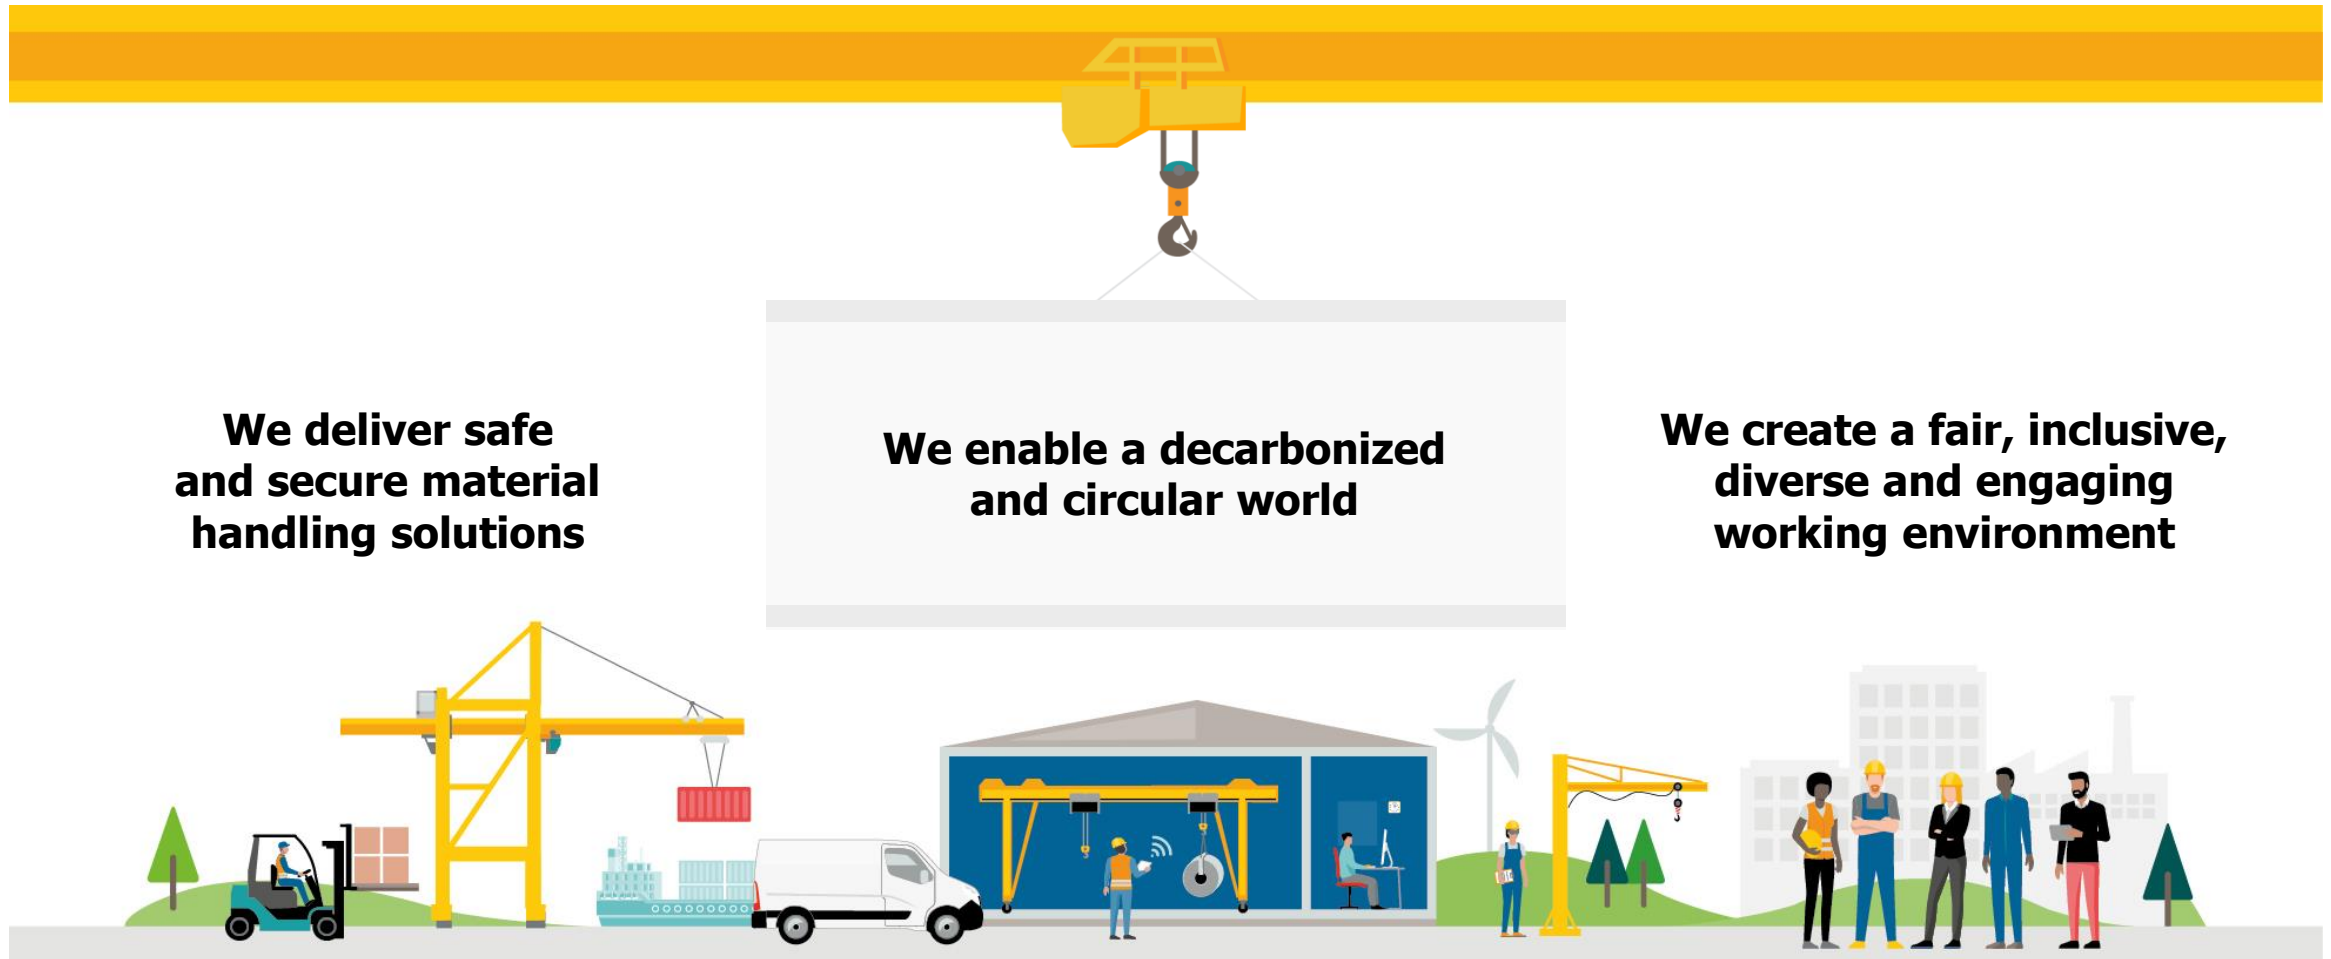 We deliver safe
and secure material
handling solutions
We enable a decarbonized
and circular world
We create a fair, inclusive,
diverse and engaging
working environment